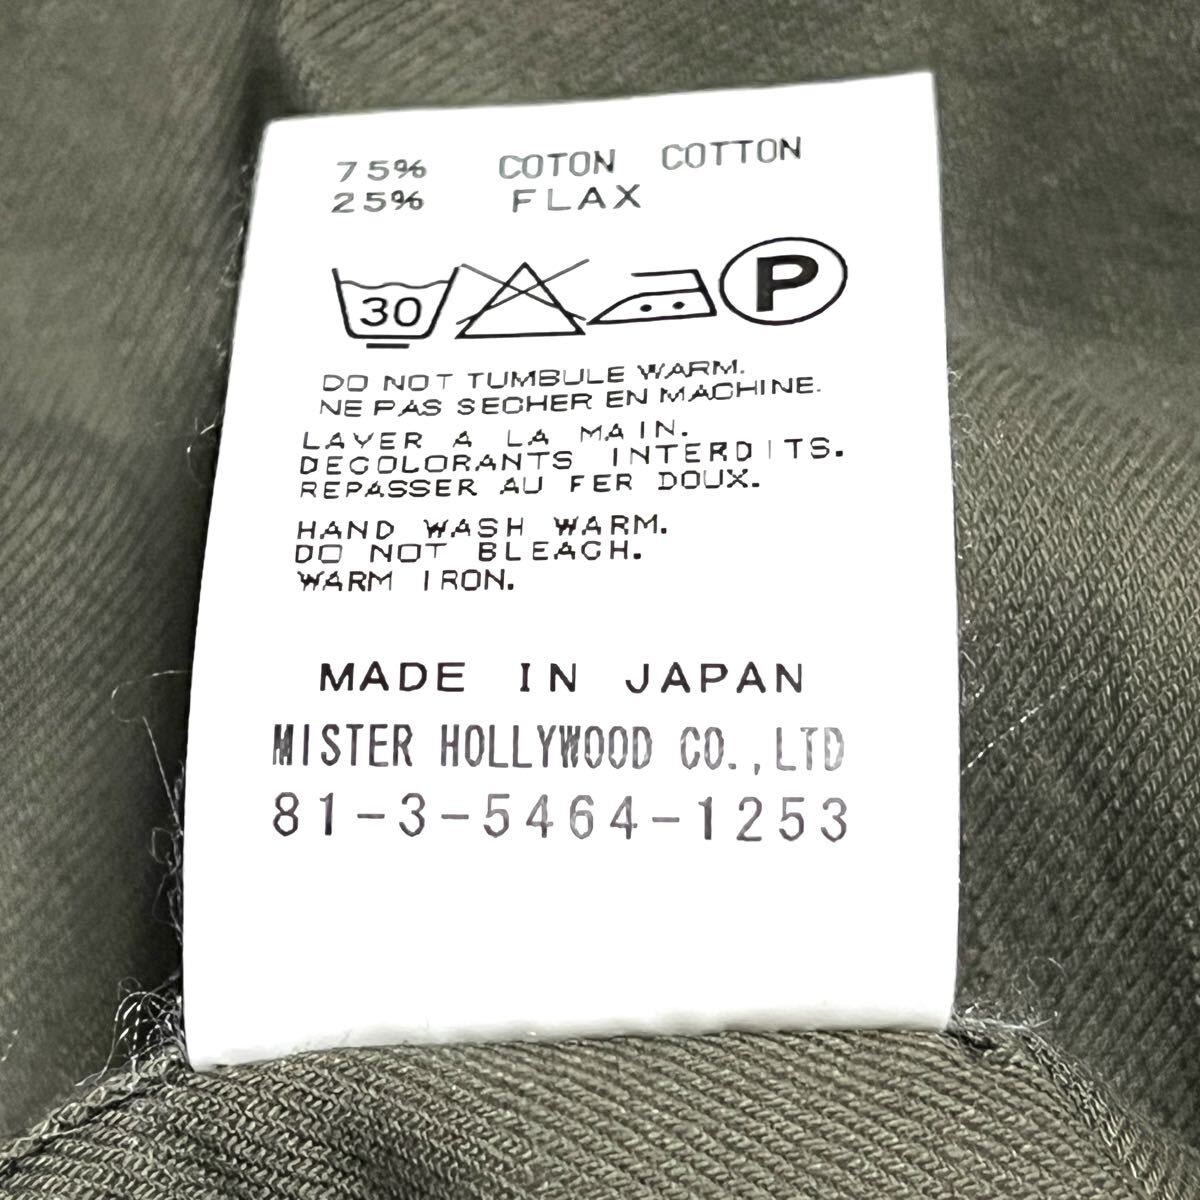 75% COTON COTTON
25% FLAX
30 P
DO NOT TUMBULE WARM.
NE PAS SECHER EN MACHINE.
LAVER A LA MAIN.
DECOLORANTS INTERDITS.
REPASSER AU FER DOUX.
HAND WASH WARM.
DO NOT BLEACH.
WARM IRON.
MADE IN JAPAN
MISTER HOLLYWOOD CO.,LTD
81-3-5464-1253